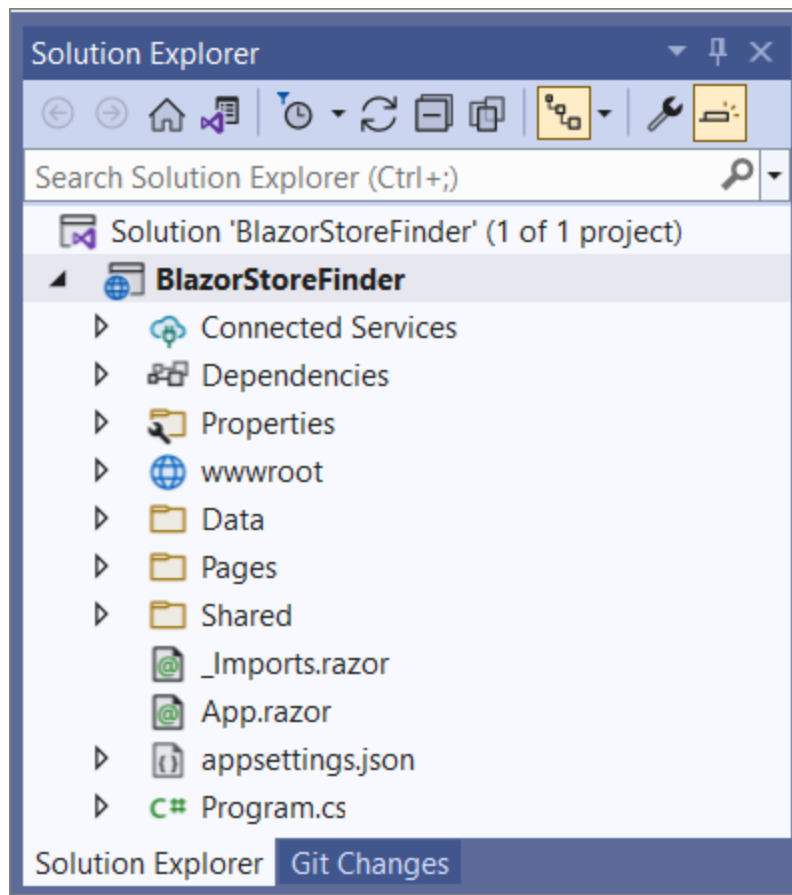 Solution Explorer
Search Solution Explorer (Ctrl+;)
Solution 'BlazorStoreFinder' (1 of 1 project)
BlazorStoreFinder
Connected Services
Dependencies
Properties
wwwroot
Data
Pages
Shared
@ _Imports.razor
@ App.razor
{} appsettings.json
C# Program.cs
Solution Explorer Git Changes